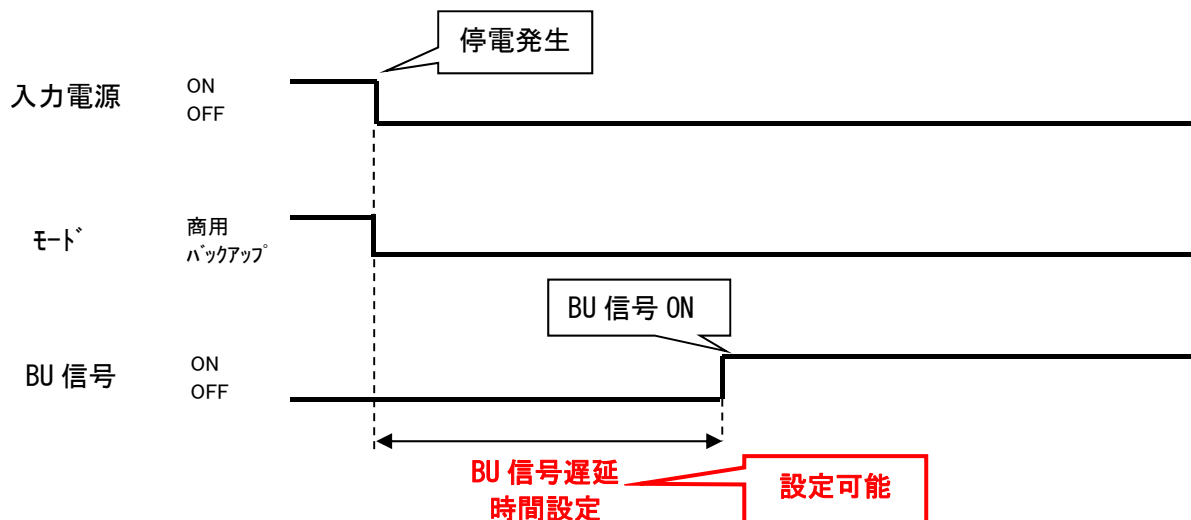 停電発生
入力電源
ON
OFF
ﾓｰﾄﾞ
商用
ﾊﾞックアップ
BU 信号 ON
BU 信号
ON
OFF
BU 信号遅延
時間設定
設定可能